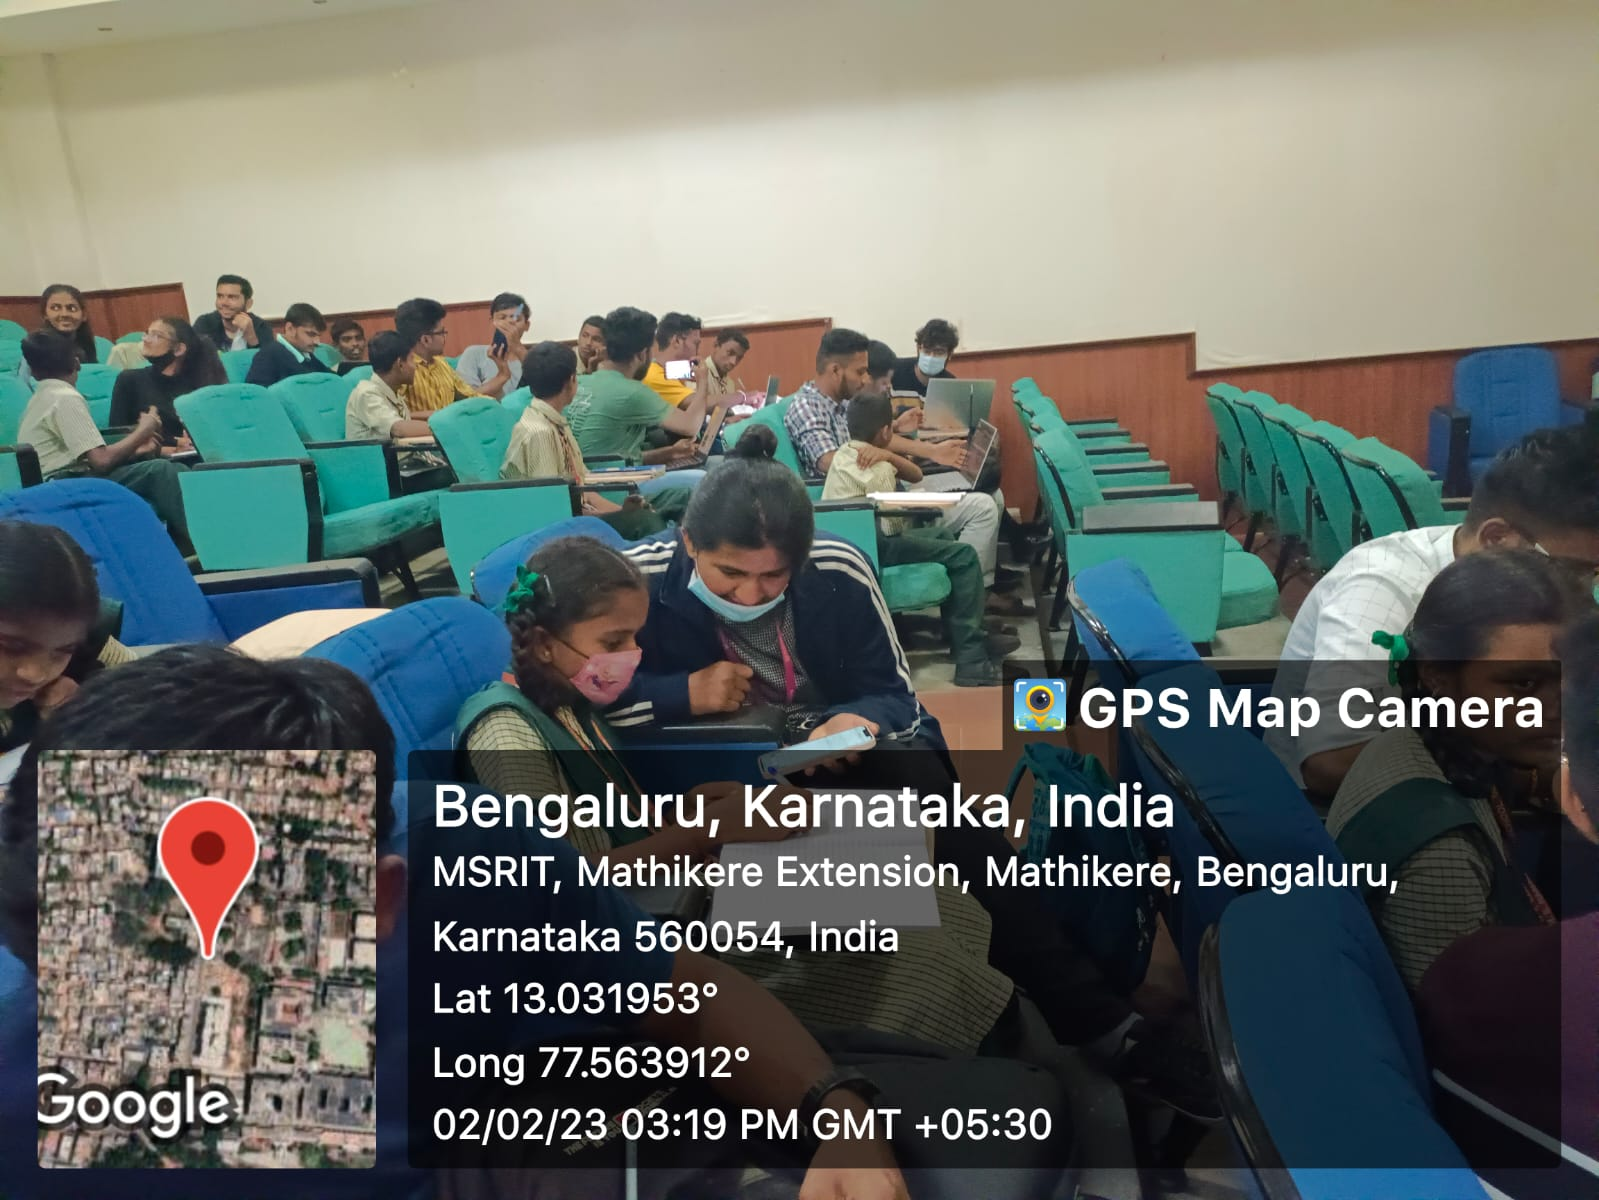 GPS Map Camera
Bengaluru, Karnataka, India
MSRIT, Mathikere Extension, Mathikere, Bengaluru,
Karnataka 560054, India
Lat 13.031953°
Long 77.563912°
02/02/23 03:19 PM GMT +05:30
Google